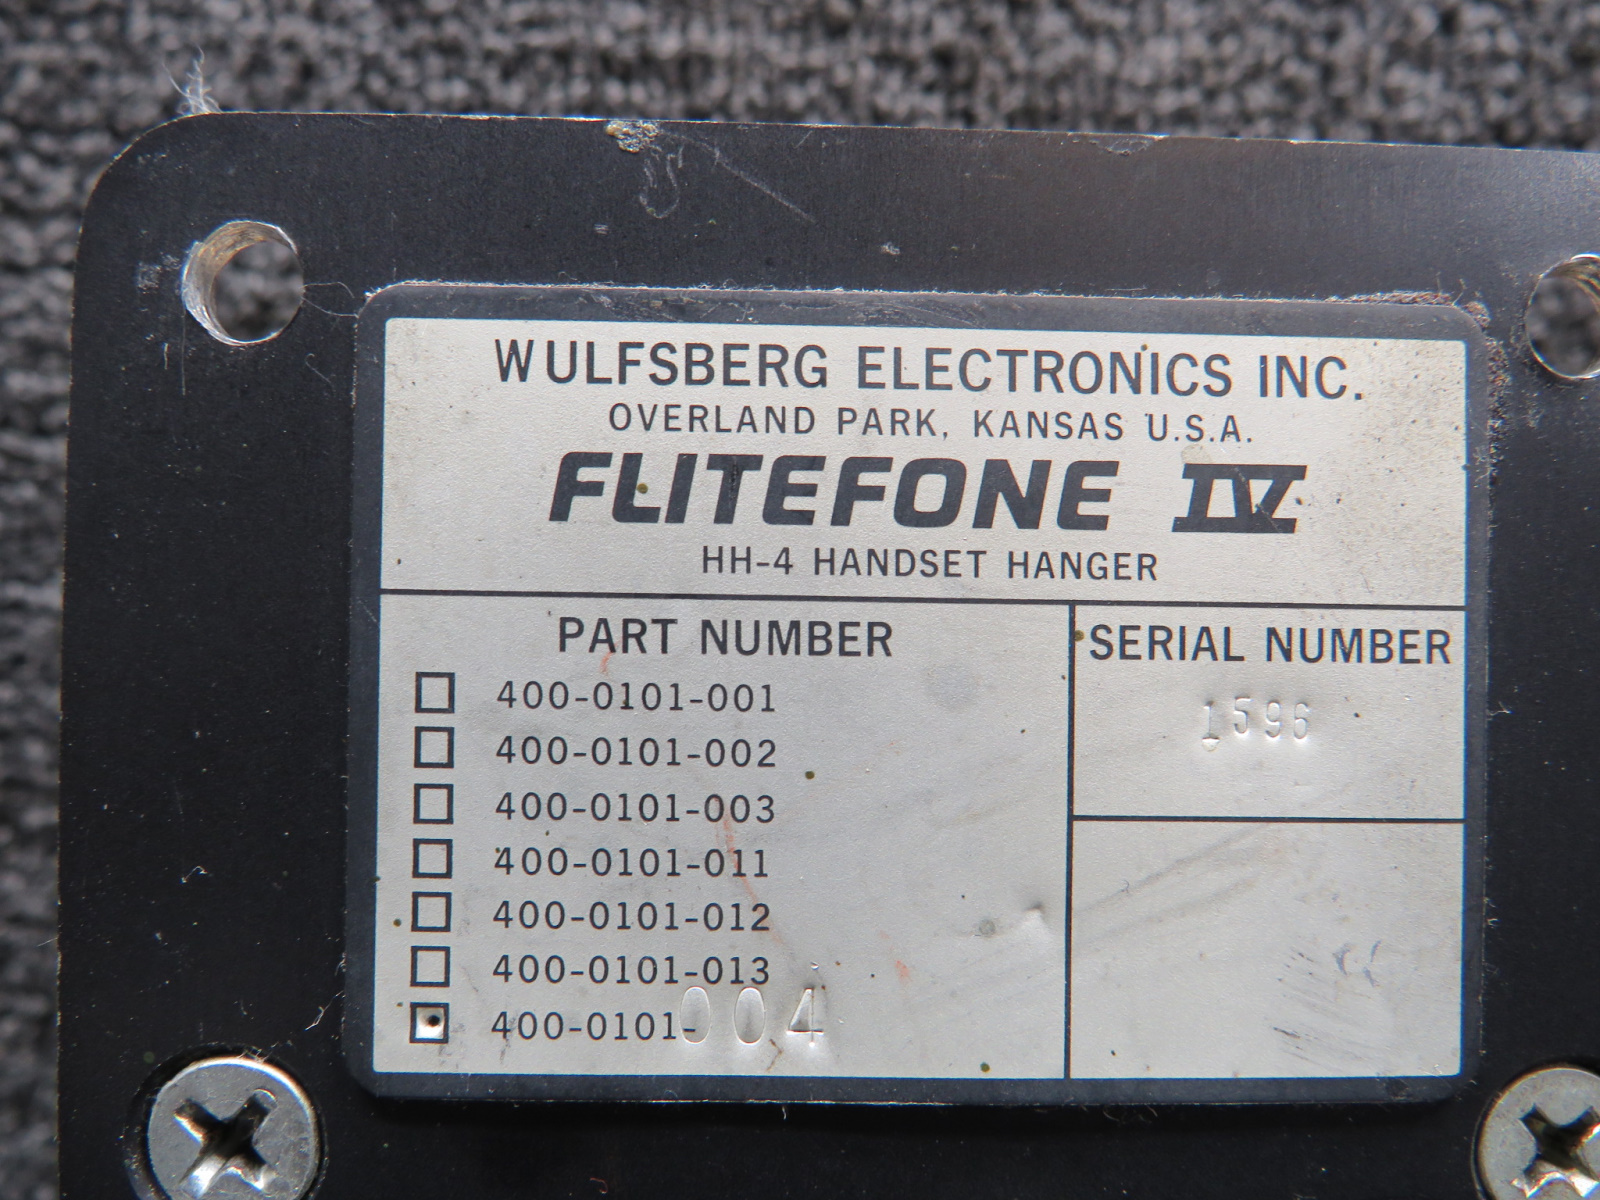 WULFSBERG ELECTRONICS INC.
OVERLAND PARK, KANSAS U.S.A.
FLITEFONE IV
HH-4 HANDSET HANGER
PART NUMBER
400-0101-001
400-0101-002
400-0101-003
400-0101-011
400-0101-012
400-0101-013
400-0101-004
SERIAL NUMBER
1596